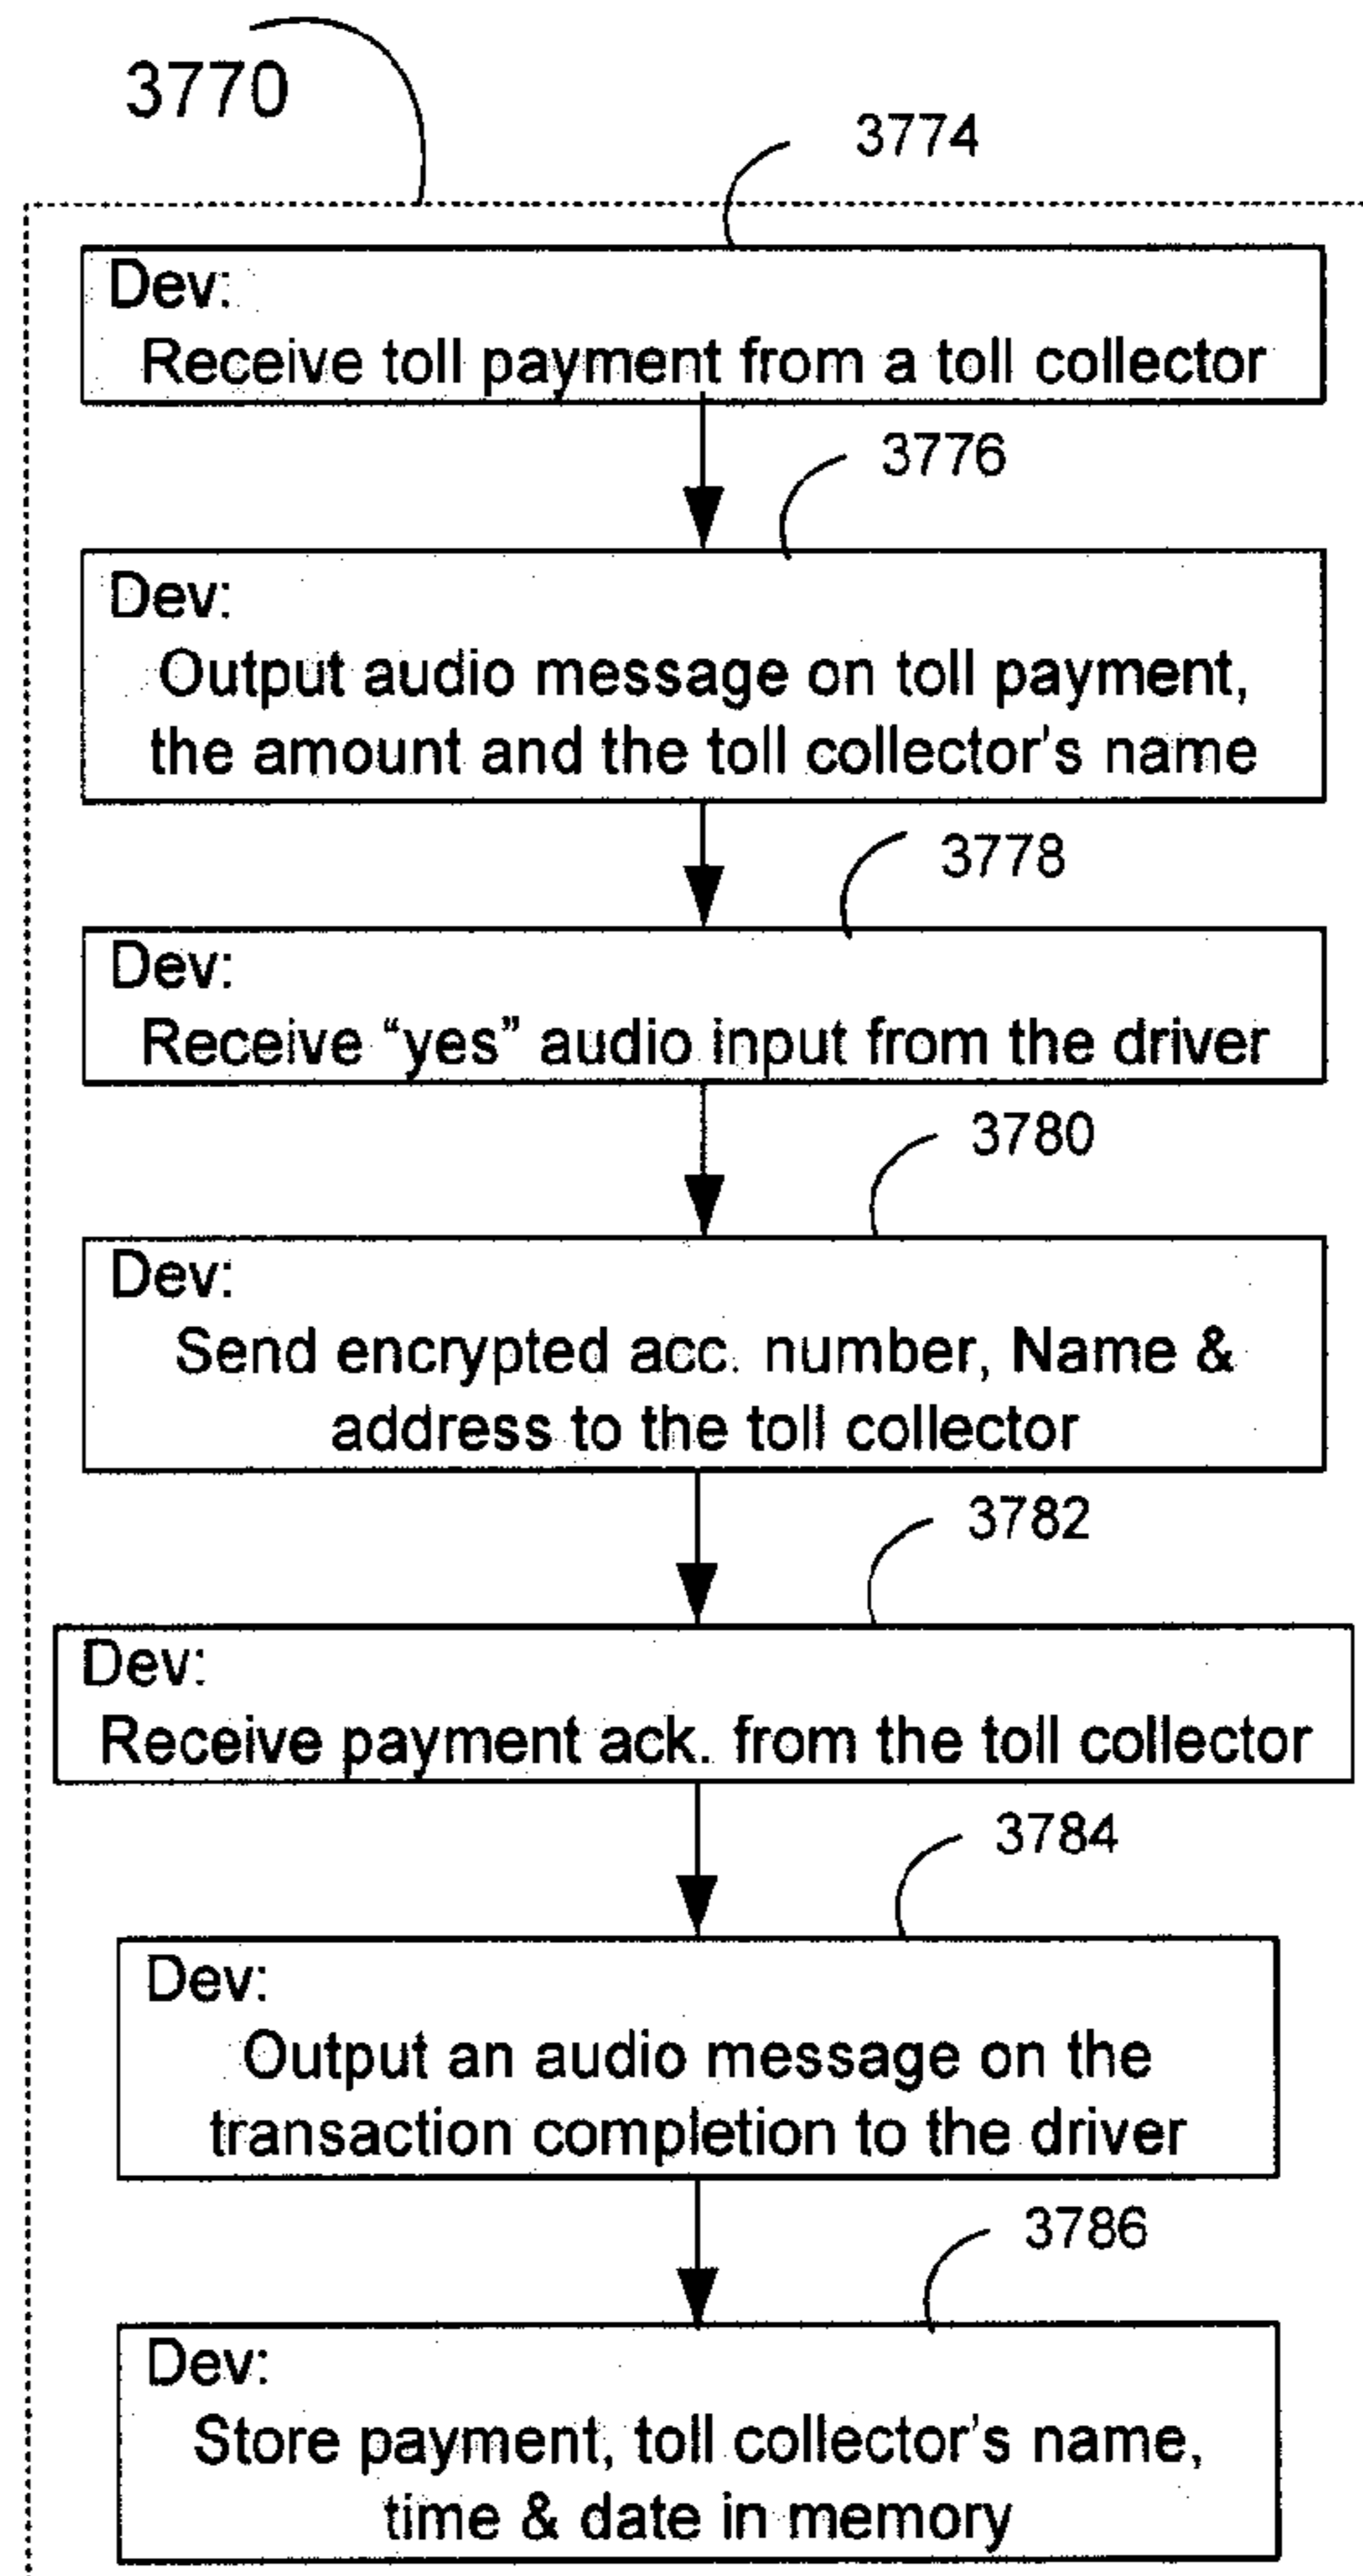 3770
3774
Dev:
Receive toll payment from a toll collector
3776
Dev:
Output audio message on toll payment,
the amount and the toll collector's name
3778
Dev:
Receive “yes” audio input from the driver
3780
Dev:
Send encrypted acc. number, Name &
address to the toll collector
3782
Dev:
Receive payment ack. from the toll collector
3784
Dev:
Output an audio message on the
transaction completion to the driver
3786
Dev:
Store payment, toll collector's name,
time & date in memory